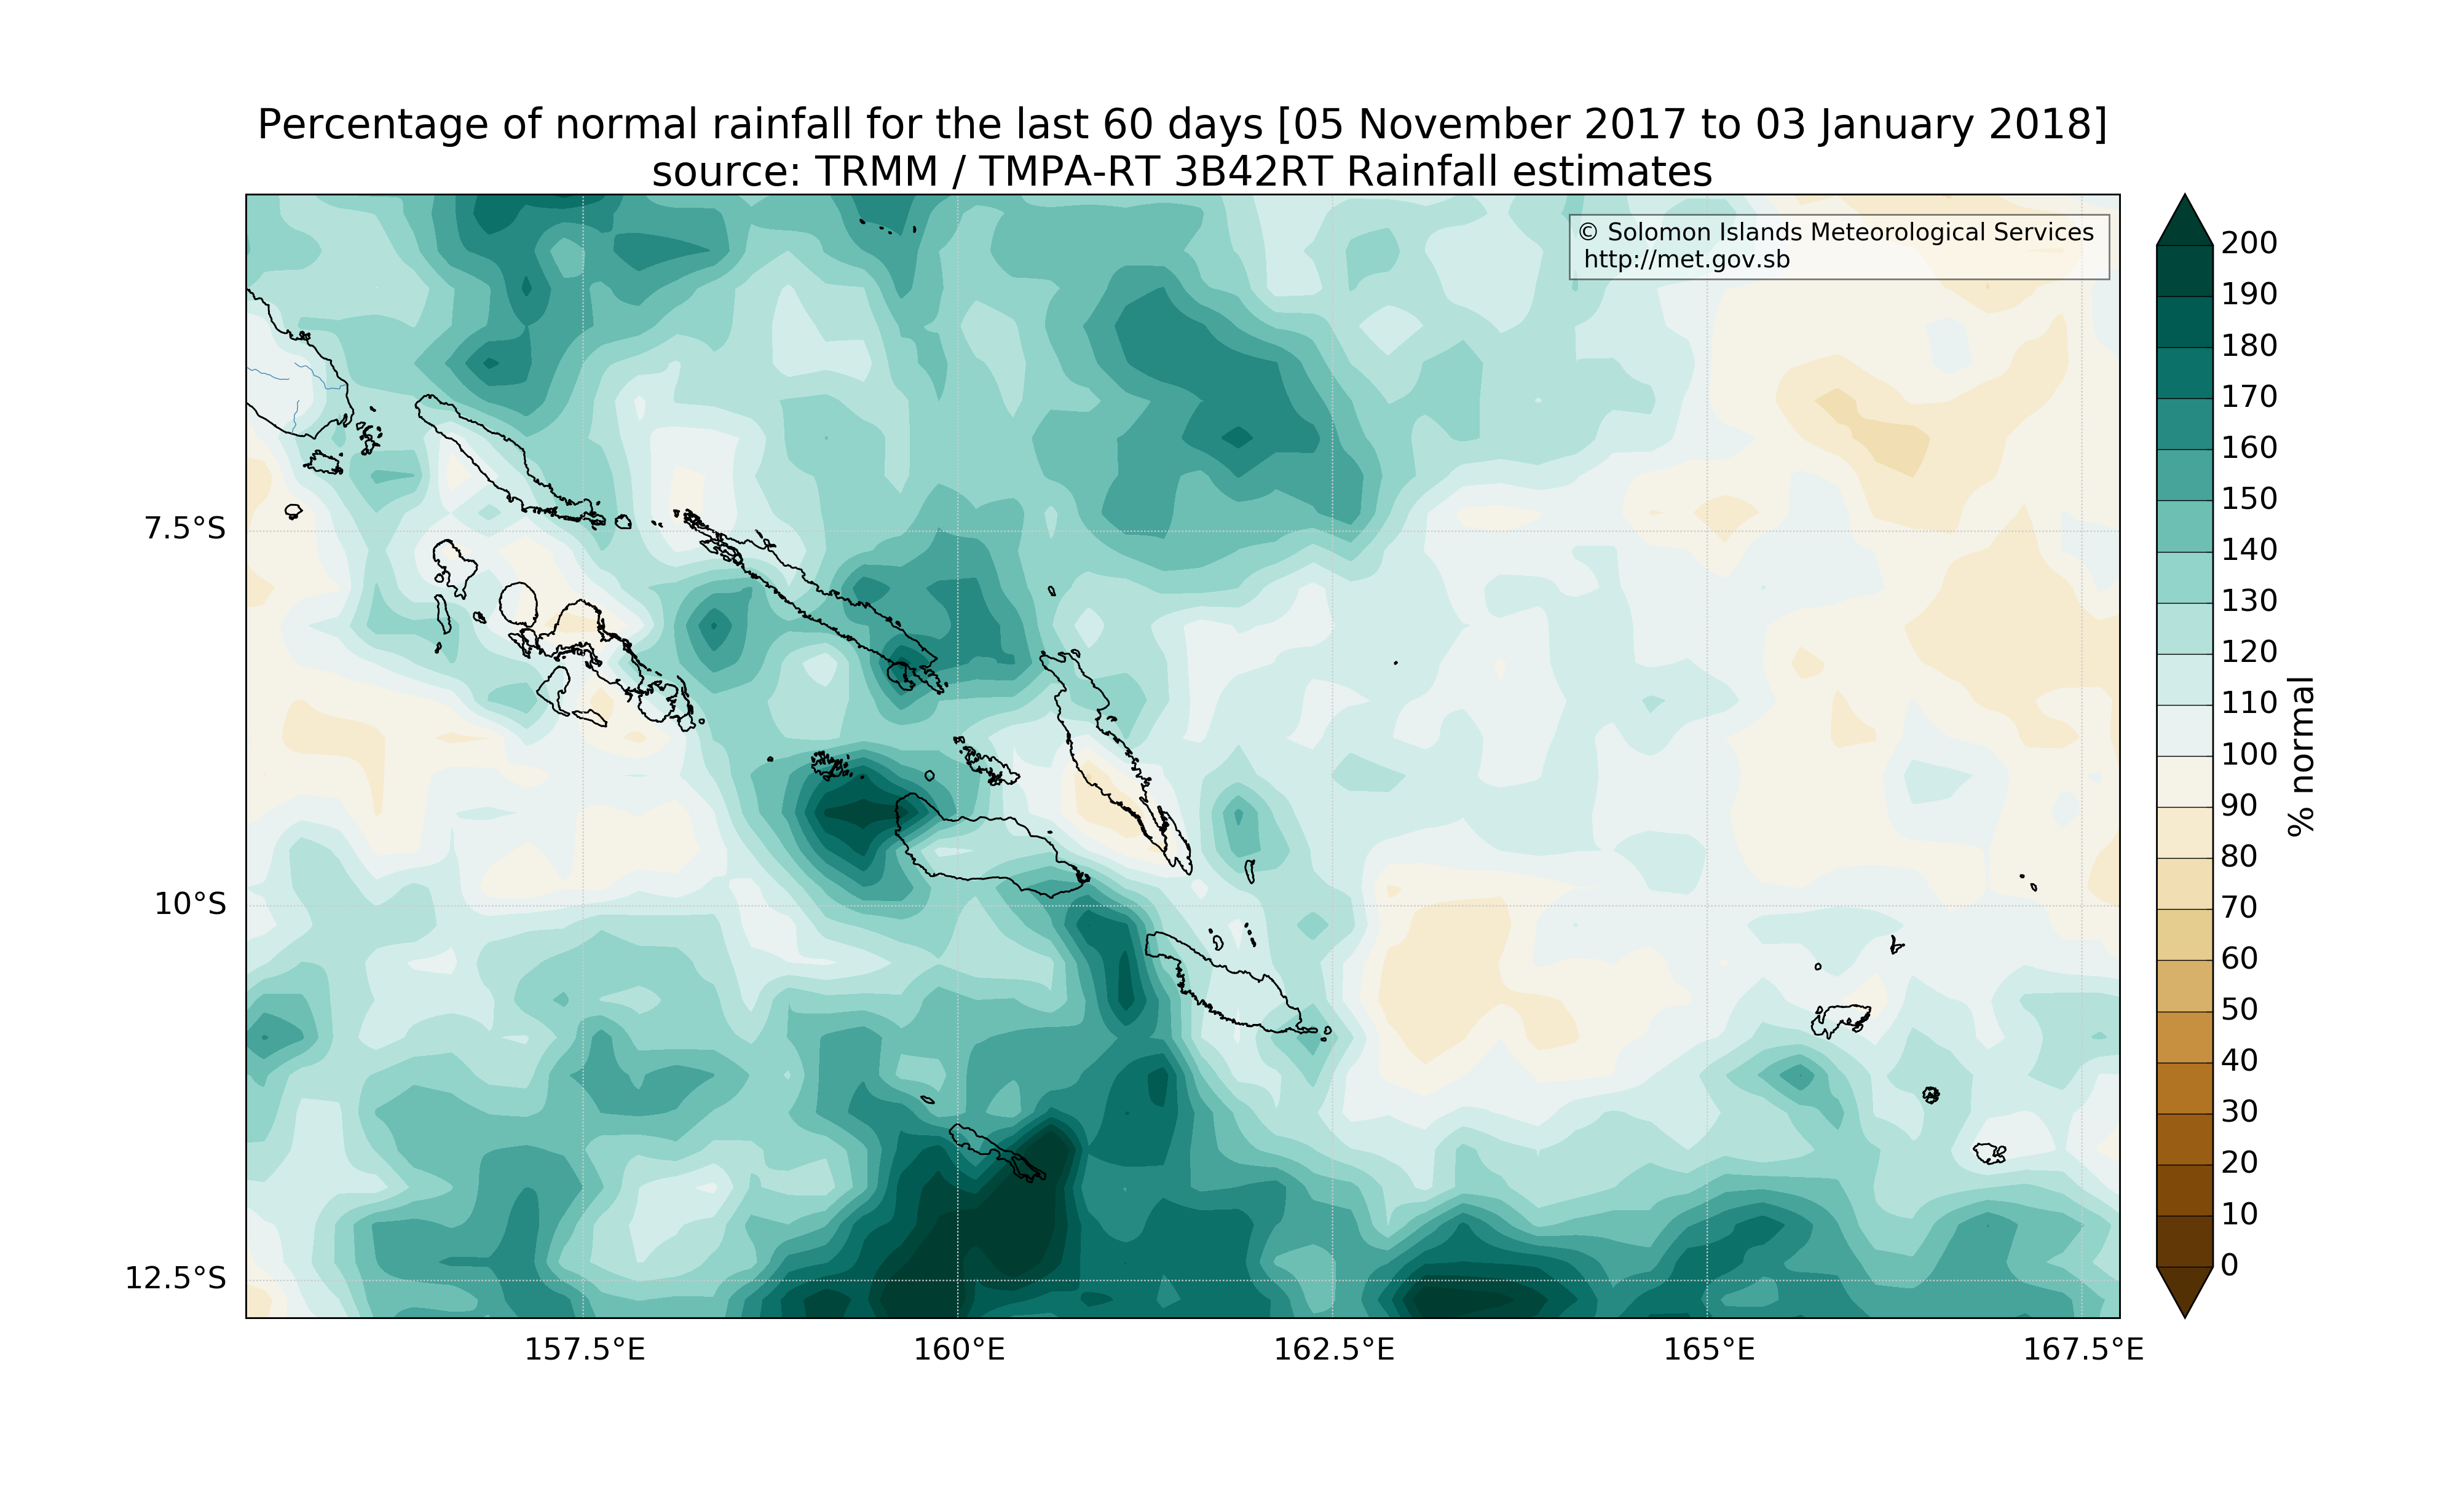 Percentage of normal rainfall for the last 60 days [05 November 2017 to 03 January 2018]
source: TRMM / TMPA-RT 3B42RT Rainfall estimates
© Solomon Islands Meteorological Services
http://met.gov.sb
7.5°S
10°S
12.5°S
157.5°E
160°E
162.5°E
165°E
167.5°E
200
190
180
170
160
150
140
130
120
110
100
90
80
70
60
50
40
30
20
10
0
% normal